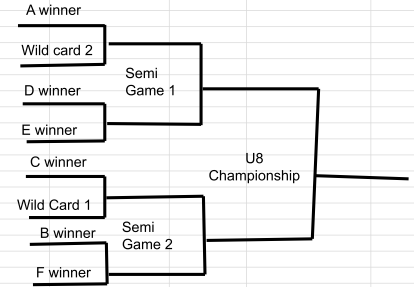 A winner
Wild card 2
Semi
Game 1
D winner
E winner
C winner
U8
Championship
Wild Card 1
Semi
Game 2
B winner
F winner